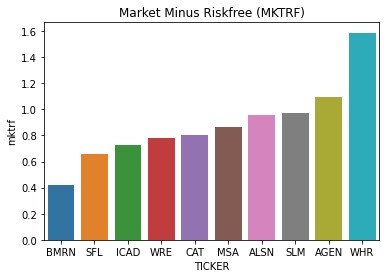 Market Minus Riskfree (MKTRF)
mktrf
1.6
1.4
1.2
1.0
0.8
0.6
0.4
0.2
0.0
BMRN SFL ICAD WRE CAT MSA ALSN SLM AGEN WHR
TICKER